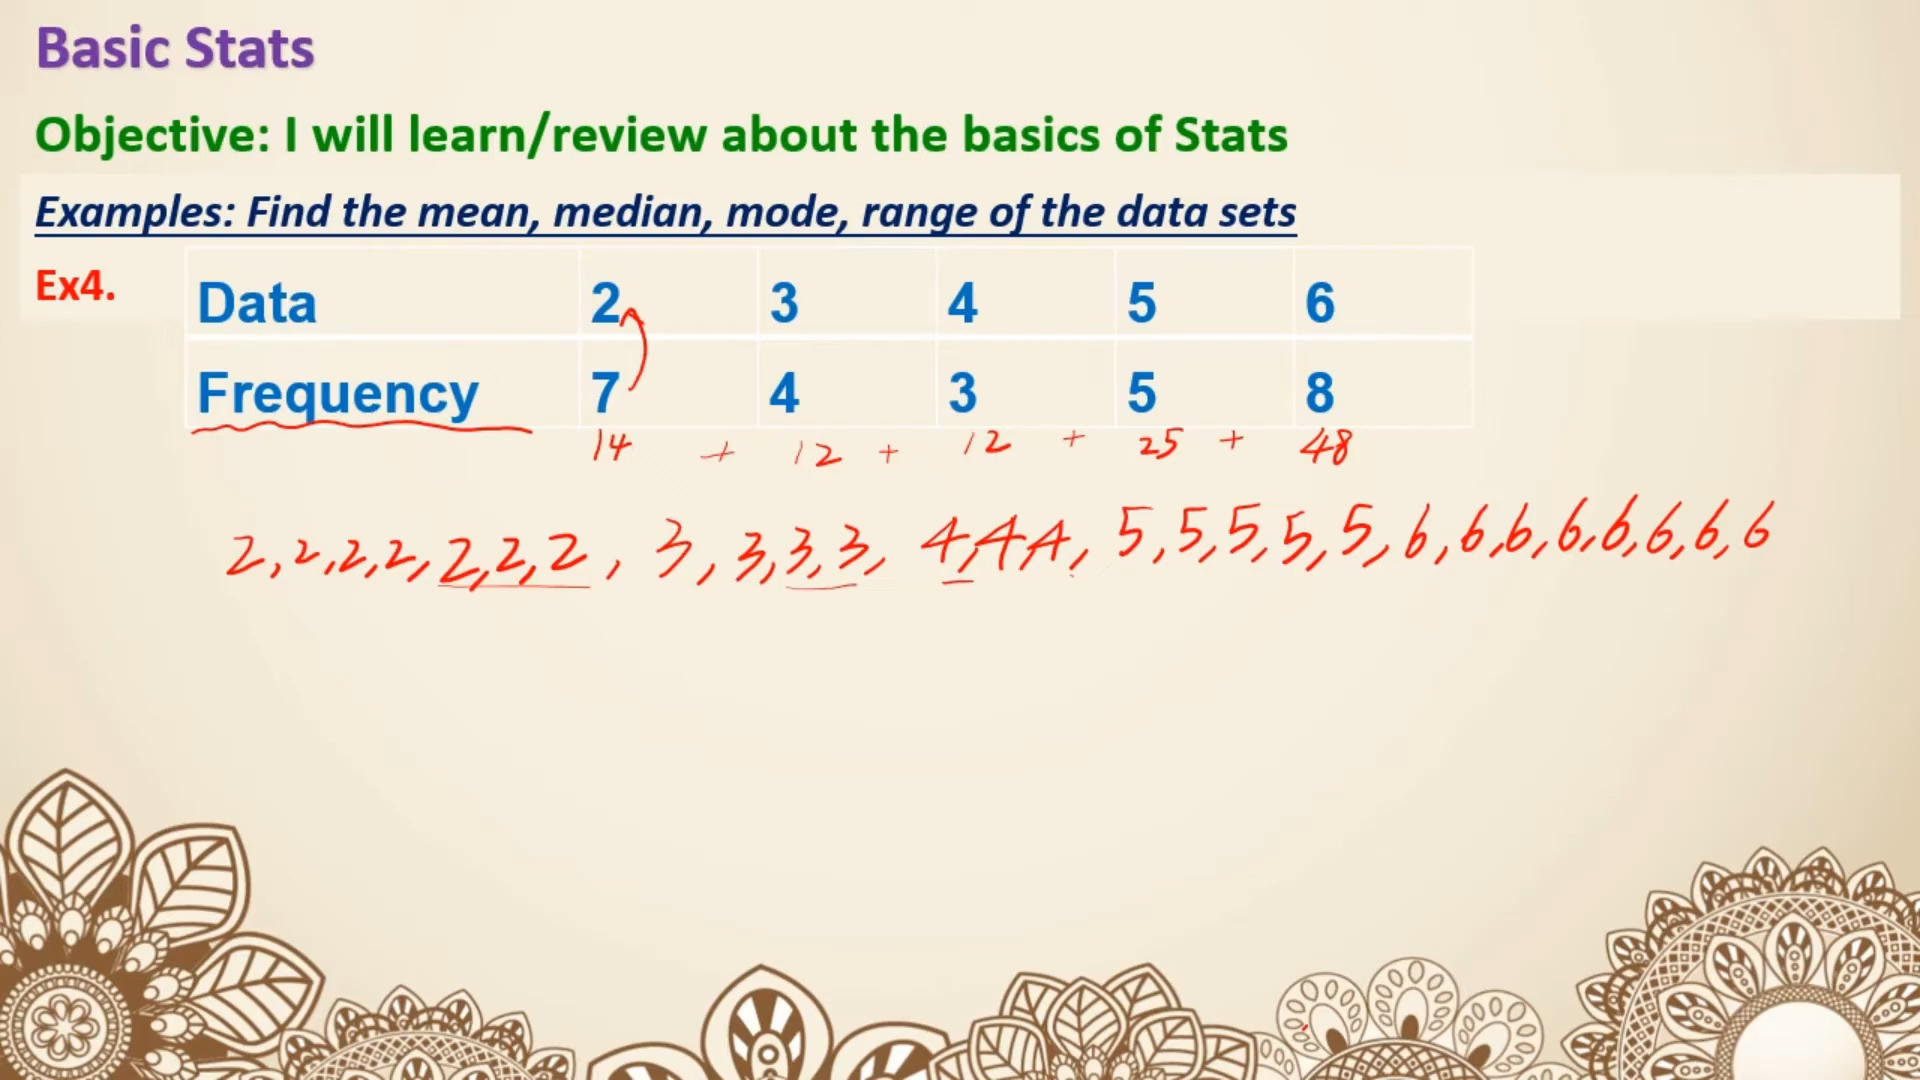 Basic Stats
Objective: I will learn/review about the basics of Stats
Examples: Find the mean, median, mode, range of the data sets
Ex4.
Data 2 3 4 5 6
Frequency 7 4 3 5 8
14 + 12 + 12 + 25 + 48
2, 2, 2, 2, 2, 2, 2, 3, 3, 3, 3, 4, 4 4, 5, 5, 5, 5, 5, 6, 6, 6, 6, 6, 6, 6, 6